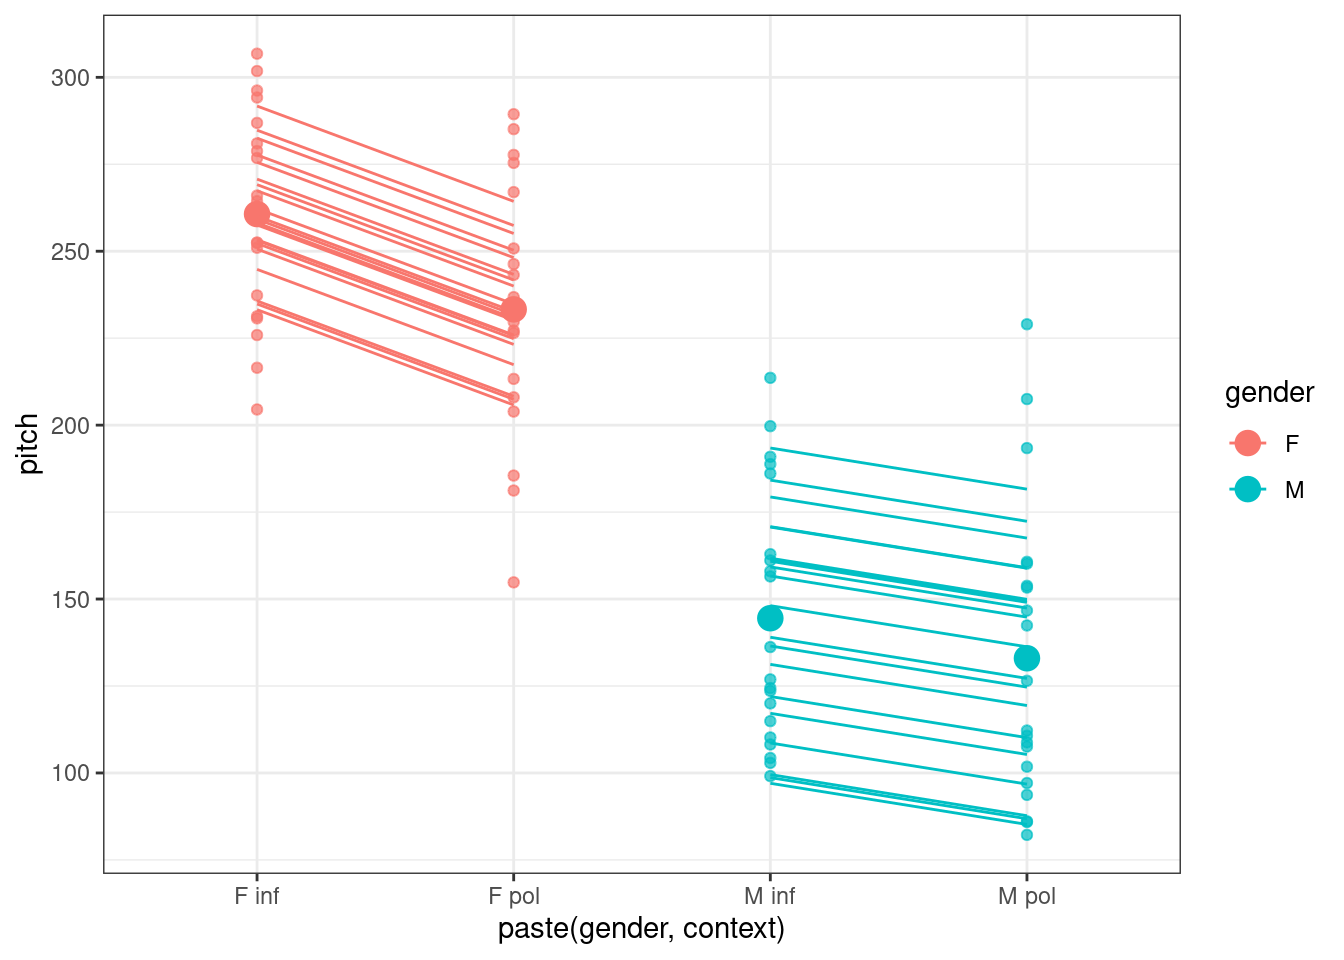 300
250
200
150
100
pitch
F inf
F pol
M inf
M pol
paste(gender, context)
gender
F
M